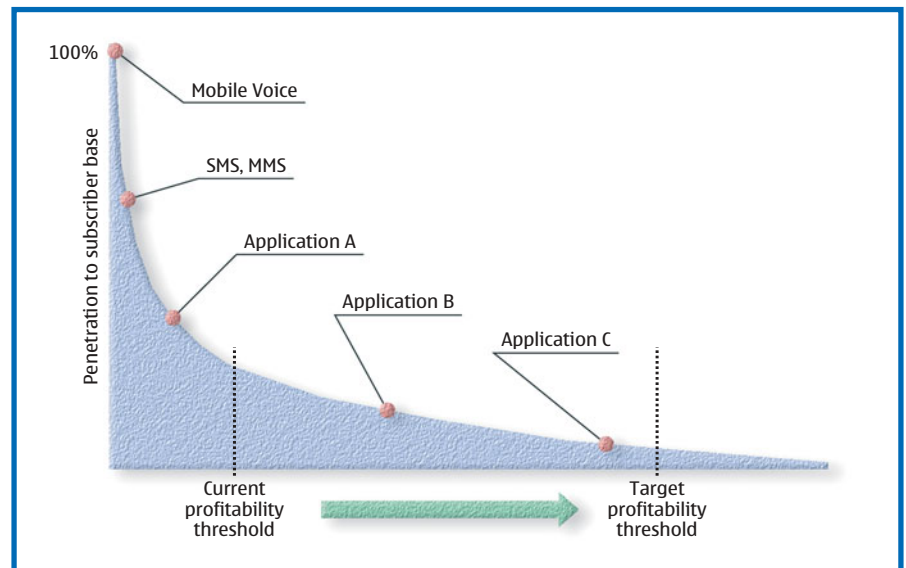 100%
Mobile Voice
Penetration to subscriber base
SMS, MMS
Application A
Application B
Application C
Current
profitability
threshold
Target
profitability
threshold